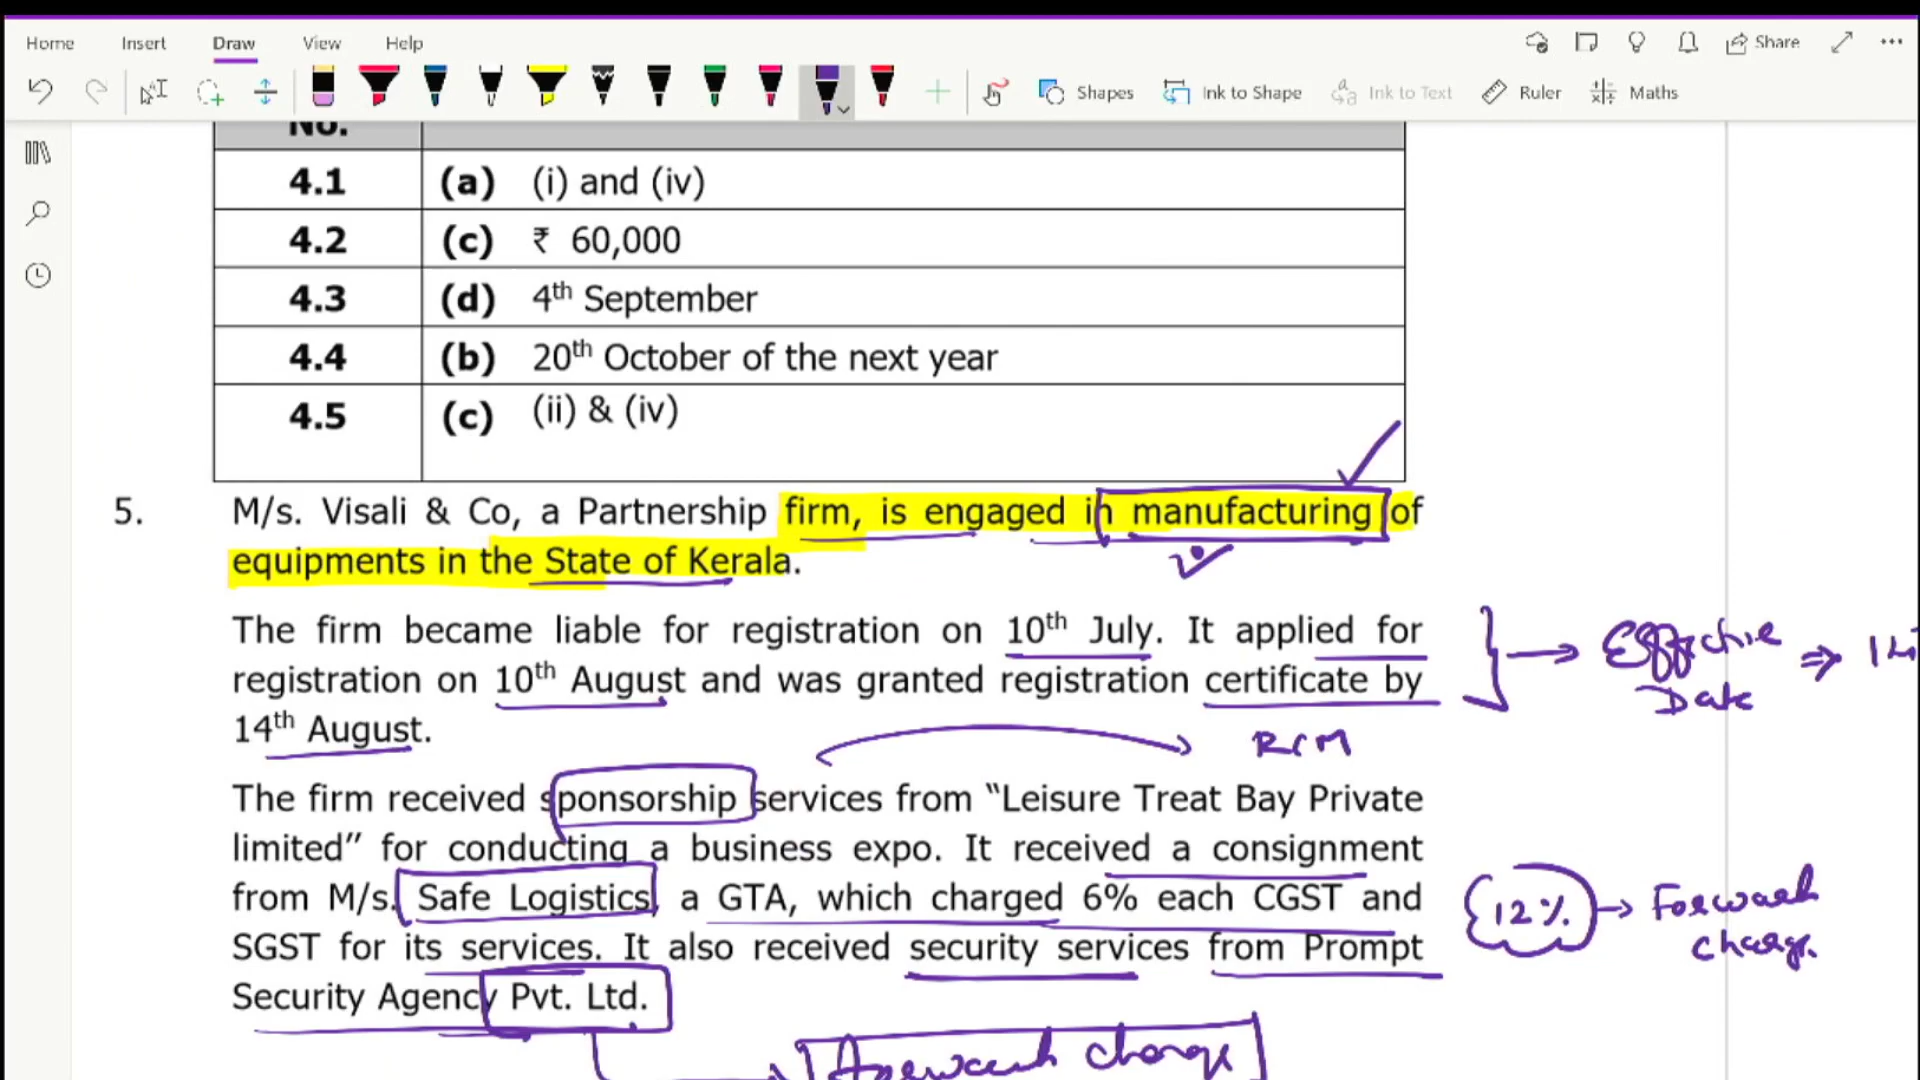 Home Insert Draw View Help Share
Shapes Ink to Shape Ink to Text Ruler Maths
No.
4.1 (a) (i) and (iv)
4.2 (c) ₹ 60,000
4.3 (d) 4th September
4.4 (b) 20th October of the next year
4.5 (c) (ii) & (iv)
5. M/s. Visali & Co, a Partnership firm, is engaged in manufacturing of
equipments in the State of Kerala.
The firm became liable for registration on 10th July. It applied for
registration on 10th August and was granted registration certificate by
14th August.
Effective
Date
RCM
The firm received sponsorship services from “Leisure Treat Bay Private
limited” for conducting a business expo. It received a consignment
from M/s. Safe Logistics, a GTA, which charged 6% each CGST and
SGST for its services. It also received security services from Prompt
Security Agency Pvt. Ltd.
12% → Forward
charge
charge